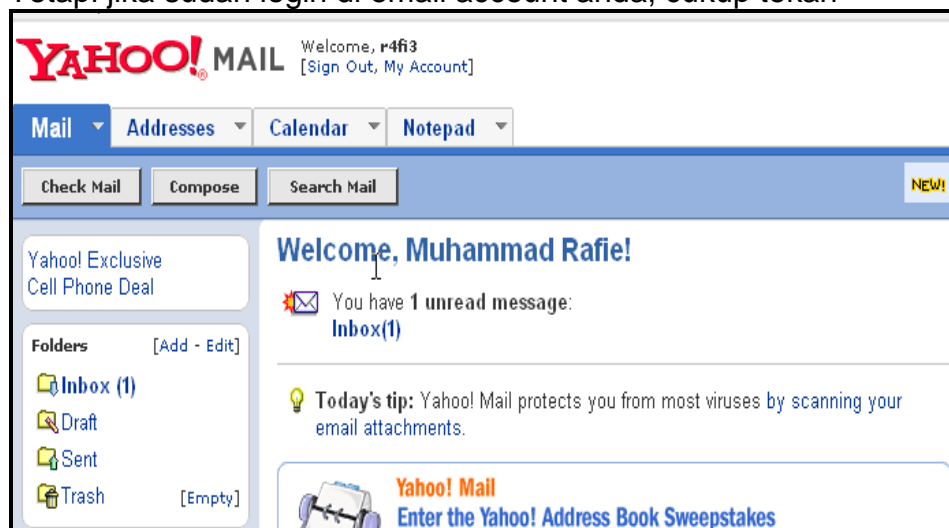 Tetapi jika sudah login di email account anda, cukup tekan
YAHOO! MAIL
Welcome, r4fi3
[Sign Out, My Account]
Mail Addresses Calendar Notepad
Check Mail Compose Search Mail NEW!
Yahoo! Exclusive
Cell Phone Deal
Folders [Add - Edit]
Inbox (1)
Draft
Sent
Trash [Empty]
Welcome, Muhammad Rafie!
You have 1 unread message:
Inbox(1)
Today's tip: Yahoo! Mail protects you from most viruses by scanning your
email attachments.
Yahoo! Mail
Enter the Yahoo! Address Book Sweepstakes